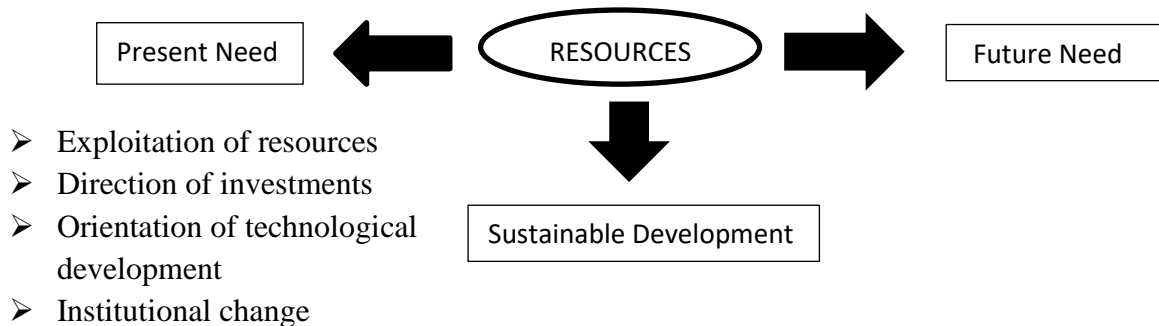 Present Need
RESOURCES
Future Need
➢ Exploitation of resources
➢ Direction of investments
➢ Orientation of technological
development
➢ Institutional change
Sustainable Development